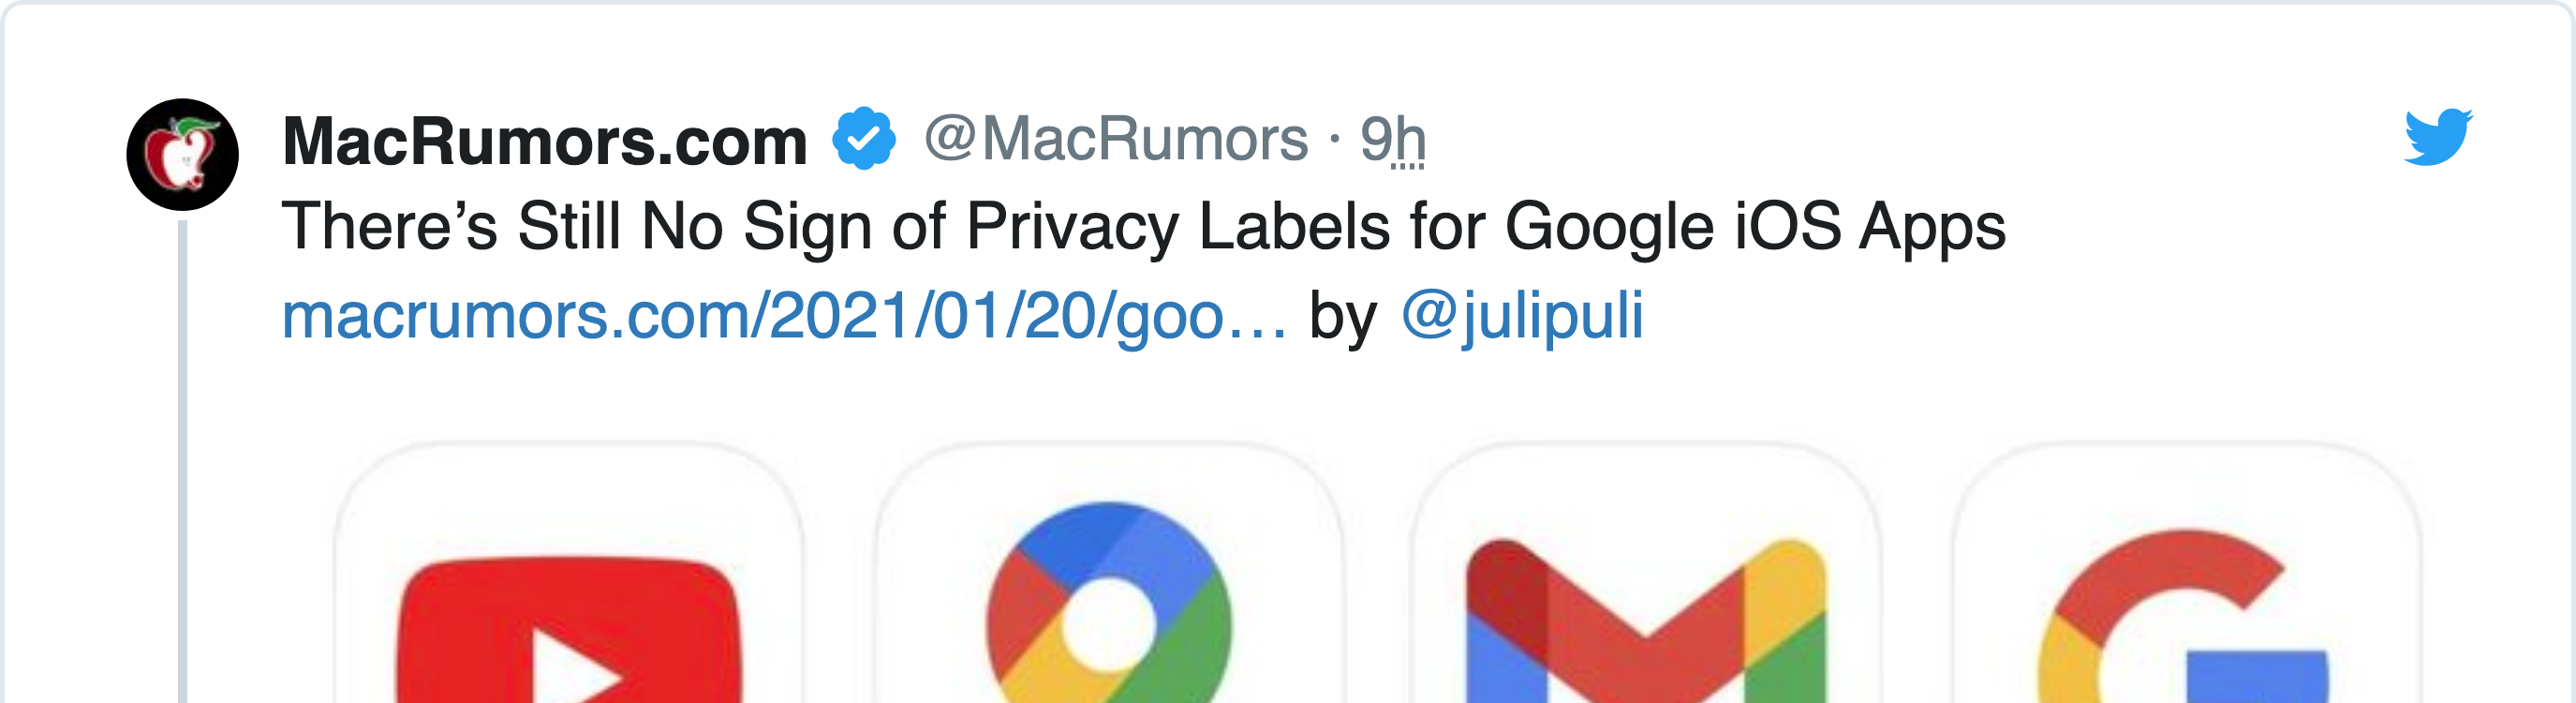 MacRumors.com @MacRumors · 9h
There’s Still No Sign of Privacy Labels for Google iOS Apps
macrumors.com/2021/01/20/goo… by @julipuli